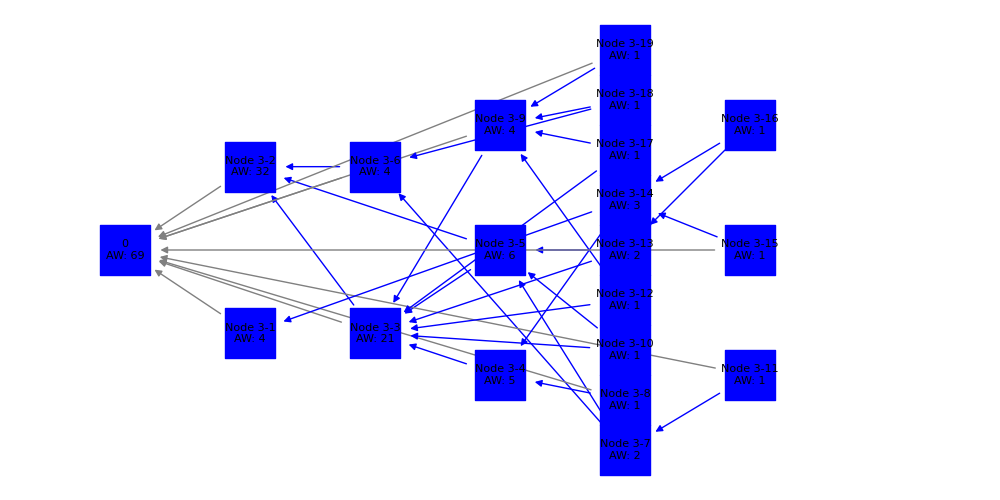 Node 3-19
AW: 1
Node 3-18
AW: 1
Node 3-9
AW: 4
Node 3-16
AW: 1
Node 3-17
AW: 1
Node 3-2
AW: 32
Node 3-6
AW: 4
Node 3-14
AW: 3
0
AW: 69
Node 3-5
AW: 6
Node 3-13
AW: 2
Node 3-15
AW: 1
Node 3-12
AW: 1
Node 3-1
AW: 4
Node 3-3
AW: 21
Node 3-10
AW: 1
Node 3-4
AW: 5
Node 3-11
AW: 1
Node 3-8
AW: 1
Node 3-7
AW: 2